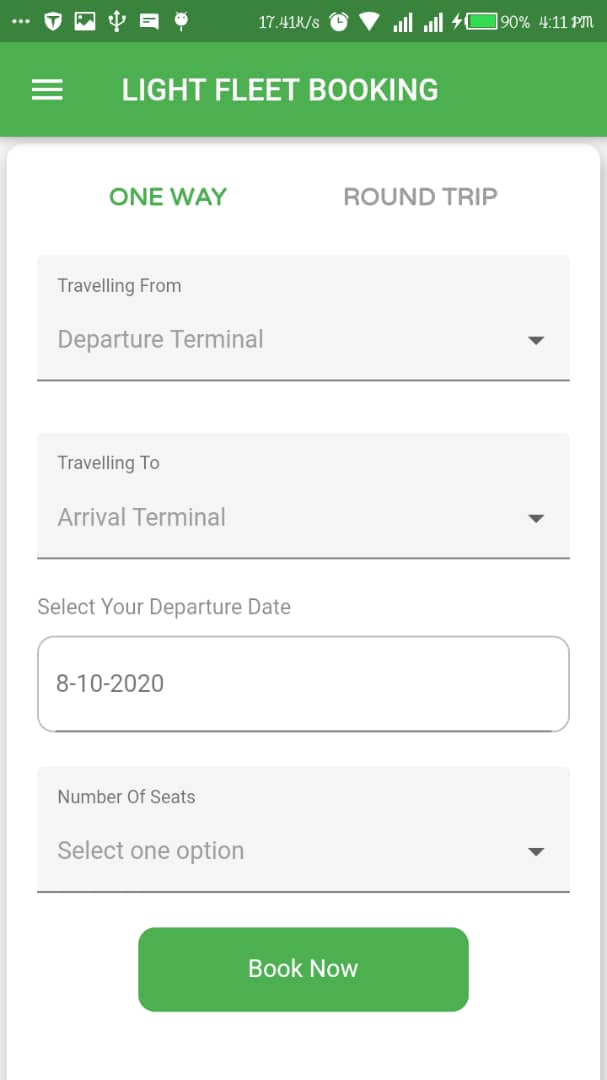 17.41K/s 90% 4:11 PM
LIGHT FLEET BOOKING
ONE WAY ROUND TRIP
Travelling From
Departure Terminal
Travelling To
Arrival Terminal
Select Your Departure Date
8-10-2020
Number Of Seats
Select one option
Book Now